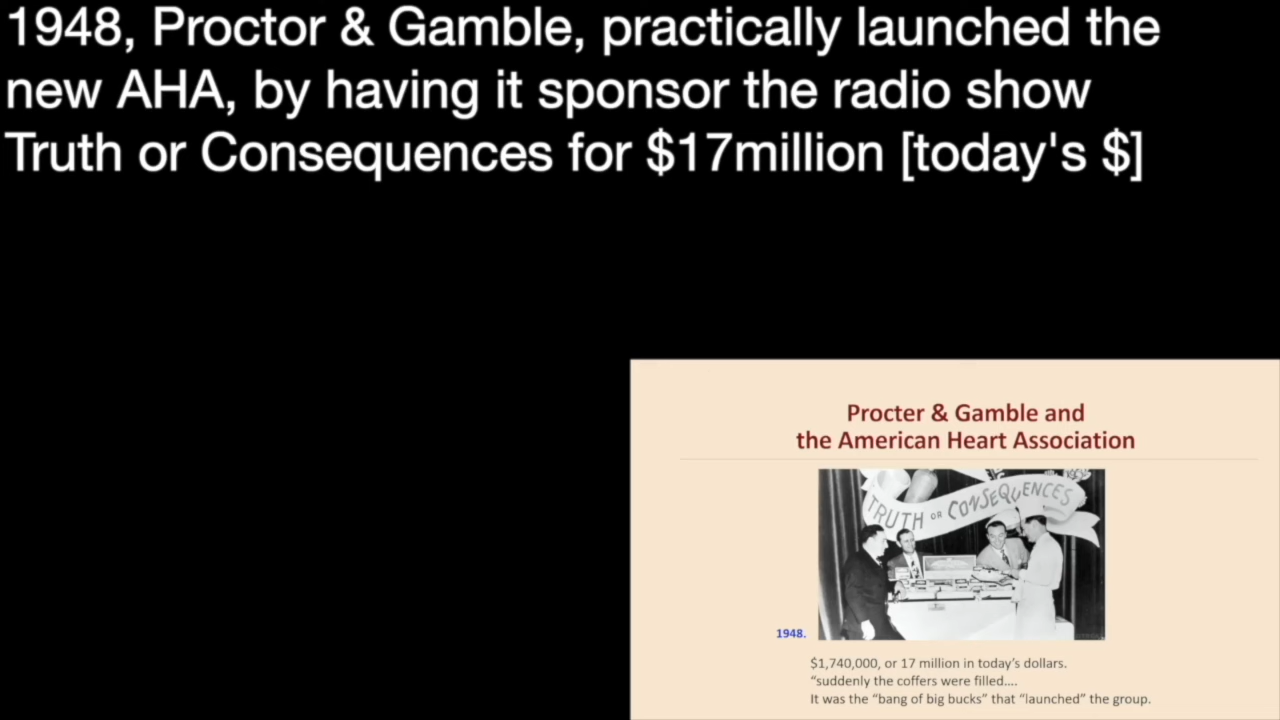 1948, Proctor & Gamble, practically launched the
new AHA, by having it sponsor the radio show
Truth or Consequences for $17million [today's $]
Procter & Gamble and
the American Heart Association
TRUTH OR CONSEQUENCES
1948.
$1,740,000, or 17 million in today's dollars.
“suddenly the coffers were filled....
It was the “bang of big bucks” that “launched” the group.